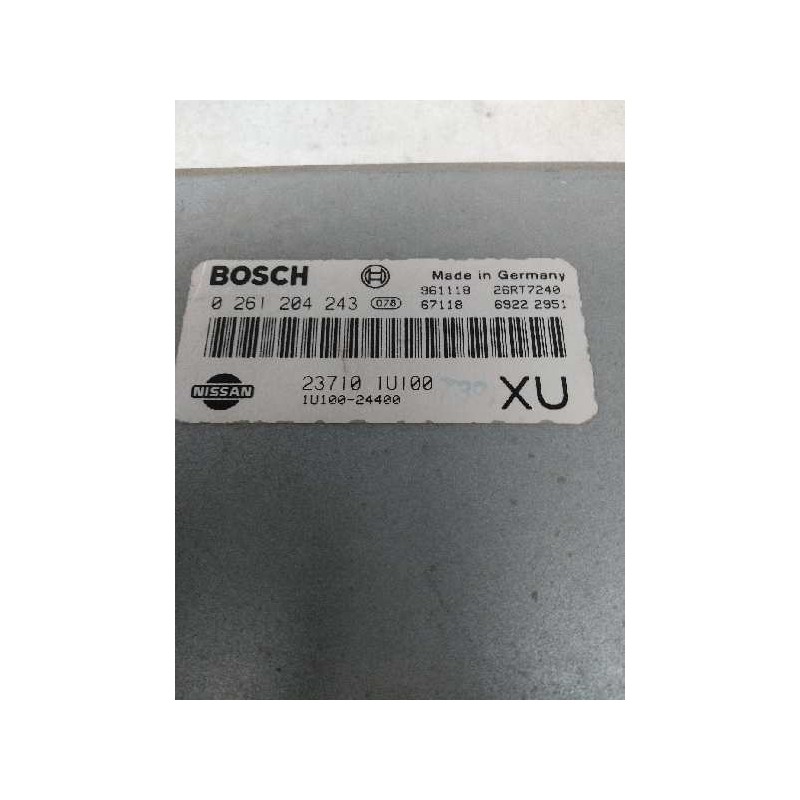 BOSCH Made in Germany
961118 26RT7240
0 261 204 243 078 67118 6922 2951
NISSAN 23710 1U100 XU
1U100-24400